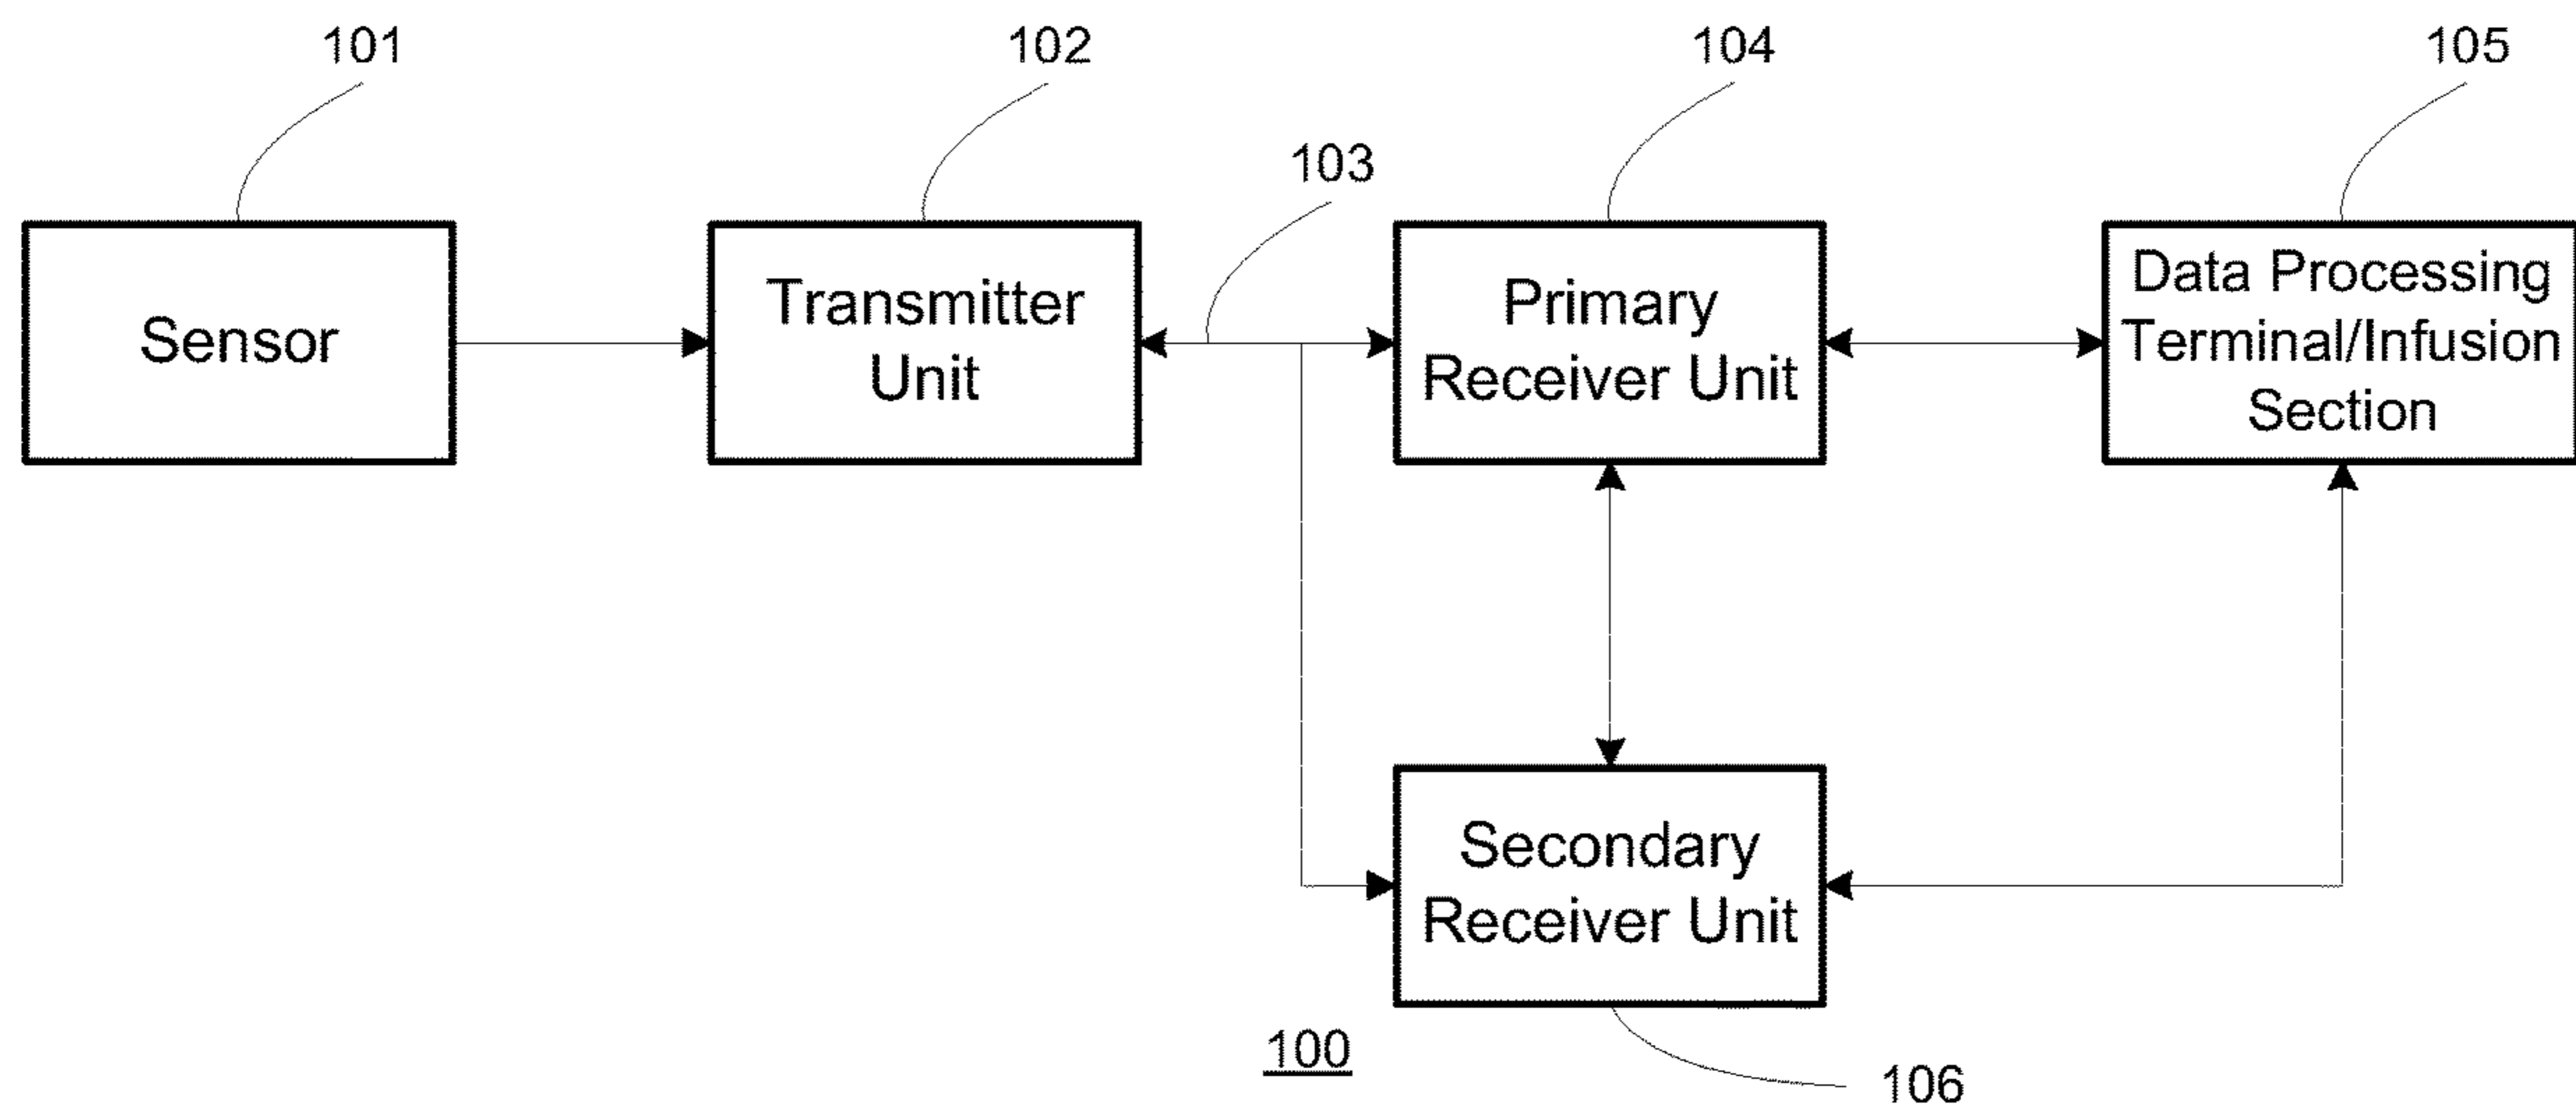 101
102
104
105
103
Sensor
Transmitter
Unit
Primary
Receiver Unit
Data Processing
Terminal/Infusion
Section
Secondary
Receiver Unit
100
106